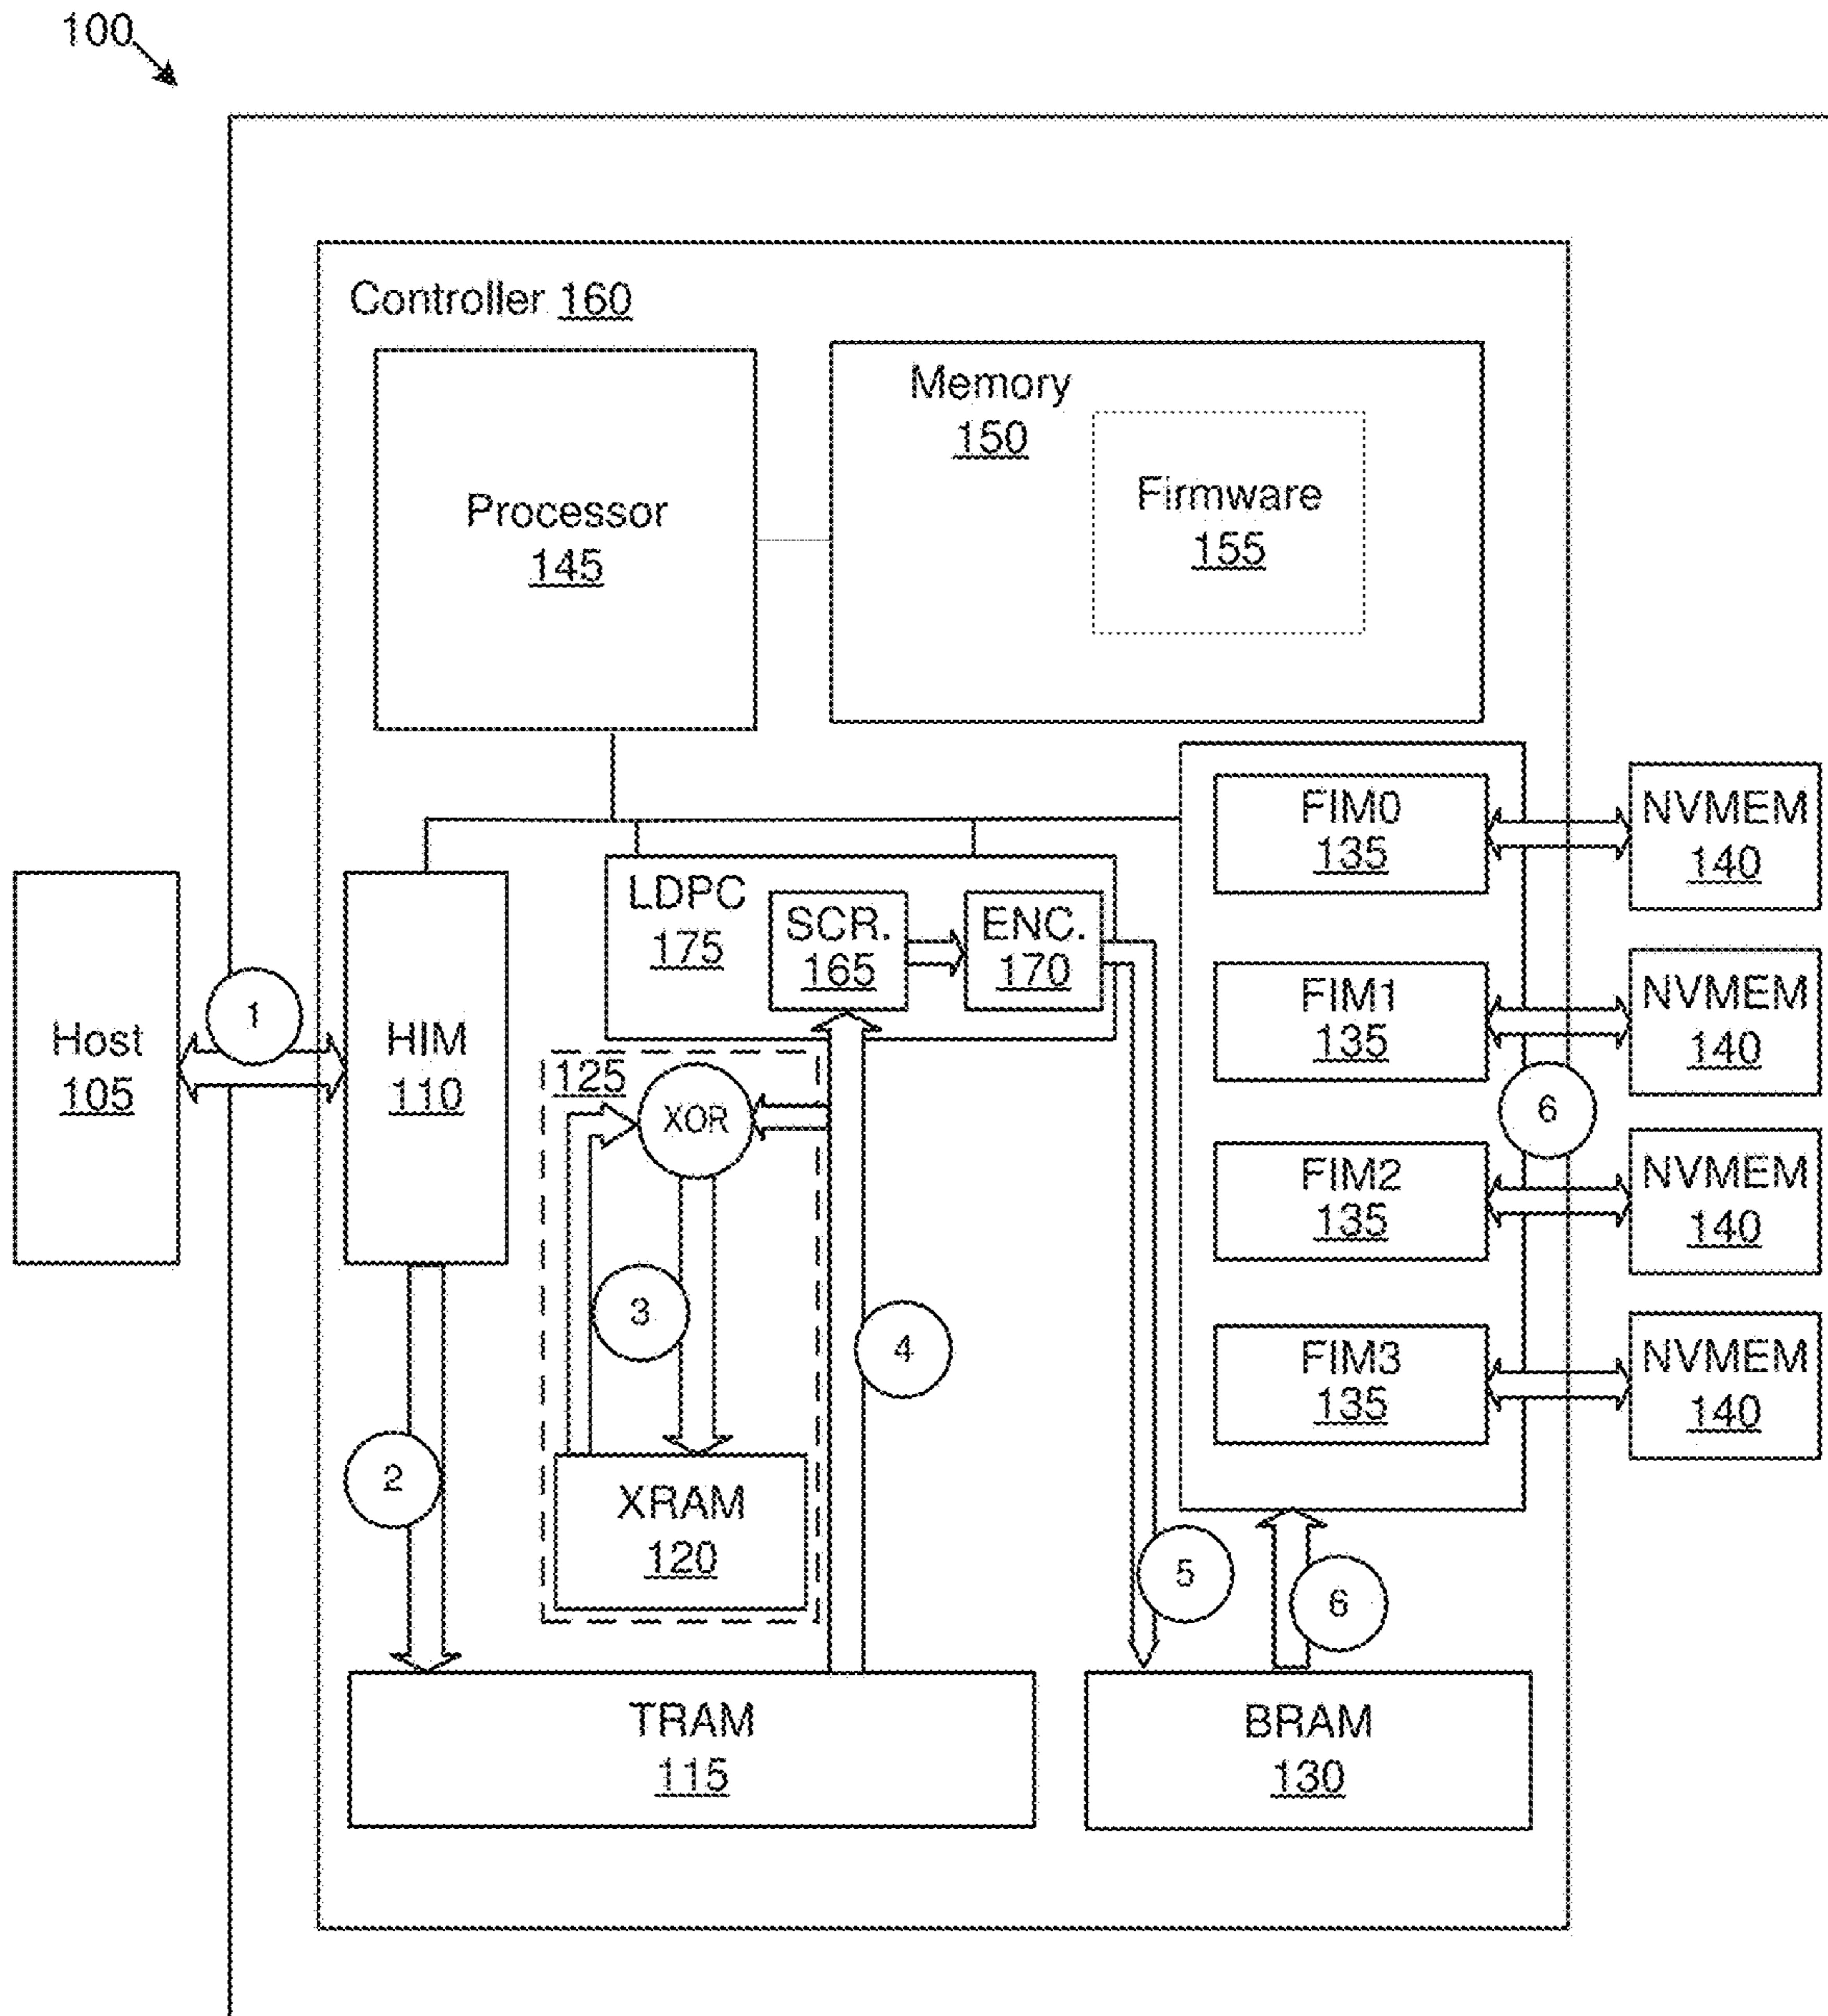 100
Controller 160
Processor
145
Memory
150
Firmware
155
Host
105
1
HIM
110
LDPC
175
SCR.
165
ENC.
170
FIM0
135
NVMEM
140
FIM1
135
NVMEM
140
6
FIM2
135
NVMEM
140
FIM3
135
NVMEM
140
125
XOR
3
4
2
XRAM
120
5
6
TRAM
115
BRAM
130